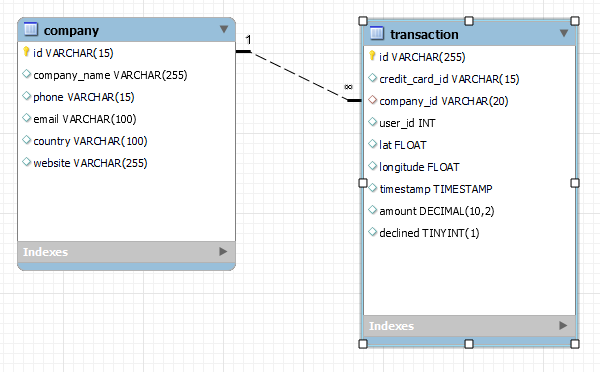 company
id VARCHAR(15)
company_name VARCHAR(255)
phone VARCHAR(15)
email VARCHAR(100)
country VARCHAR(100)
website VARCHAR(255)
Indexes
1
∞
transaction
id VARCHAR(255)
credit_card_id VARCHAR(15)
company_id VARCHAR(20)
user_id INT
lat FLOAT
longitude FLOAT
timestamp TIMESTAMP
amount DECIMAL(10,2)
declined TINYINT(1)
Indexes